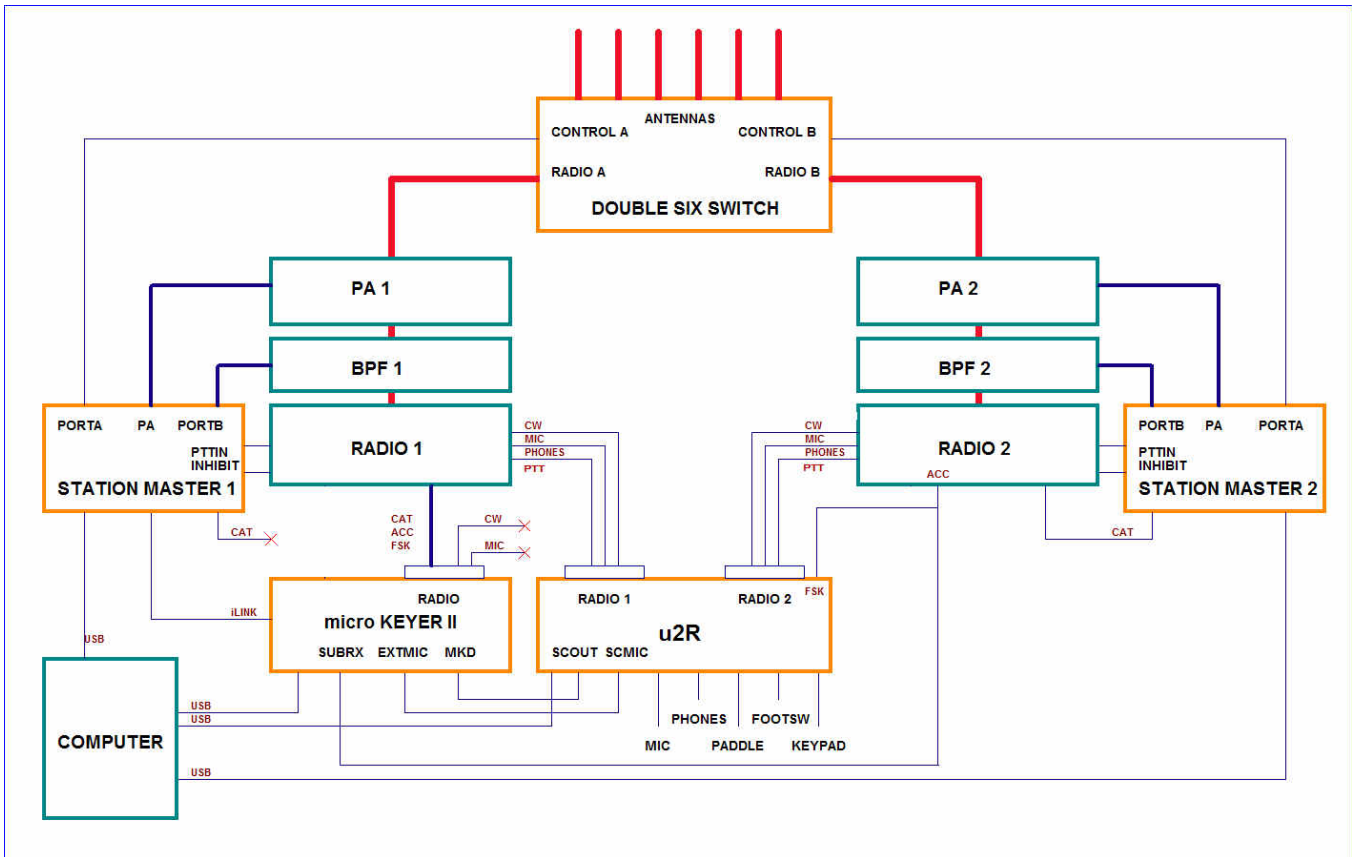 ANTENNAS
CONTROL A
CONTROL B
RADIO A
RADIO B
DOUBLE SIX SWITCH
PA 1
PA 2
BPF 1
BPF 2
PORTA PA PORTB
PTTIN
INHIBIT
STATION MASTER 1
RADIO 1
CW
MIC
PHONES
PTT
CW
MIC
PHONES
PTT
RADIO 2
ACC
PORTB PA PORTA
PTTIN
INHIBIT
STATION MASTER 2
CAT
CAT
ACC
FSK
CW
MIC
CAT
iLINK
RADIO
micro KEYER II
SUBRX EXTMIC MKD
RADIO 1
RADIO 2
FSK
u2R
SCOUT SCMIC
USB
COMPUTER
USB
USB
USB
PHONES
FOOTSW
MIC
PADDLE
KEYPAD